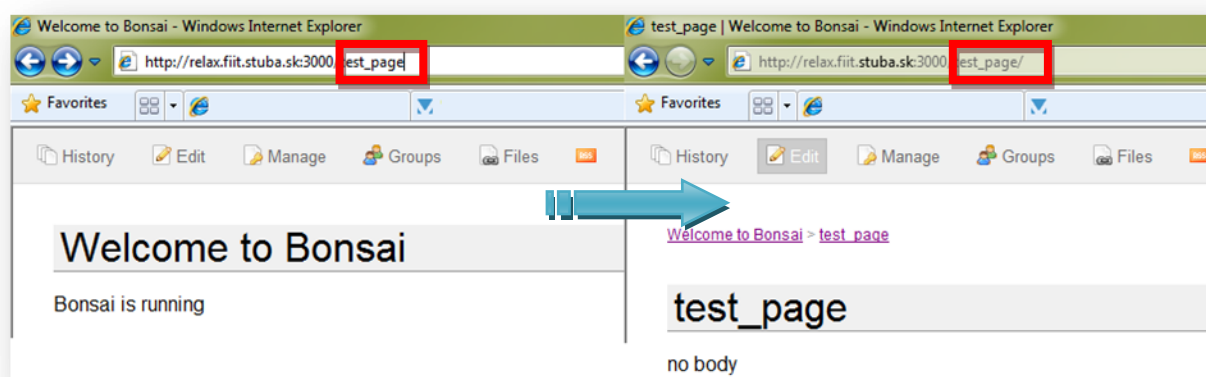 Welcome to Bonsai - Windows Internet Explorer
http://relax.fiit.stuba.sk:3000/test_page
Favorites
History Edit Manage Groups Files RSS
Welcome to Bonsai
Bonsai is running
test_page | Welcome to Bonsai - Windows Internet Explorer
http://relax.fiit.stuba.sk:3000/test_page/
Favorites
History Edit Manage Groups Files
Welcome to Bonsai > test_page
test_page
no body